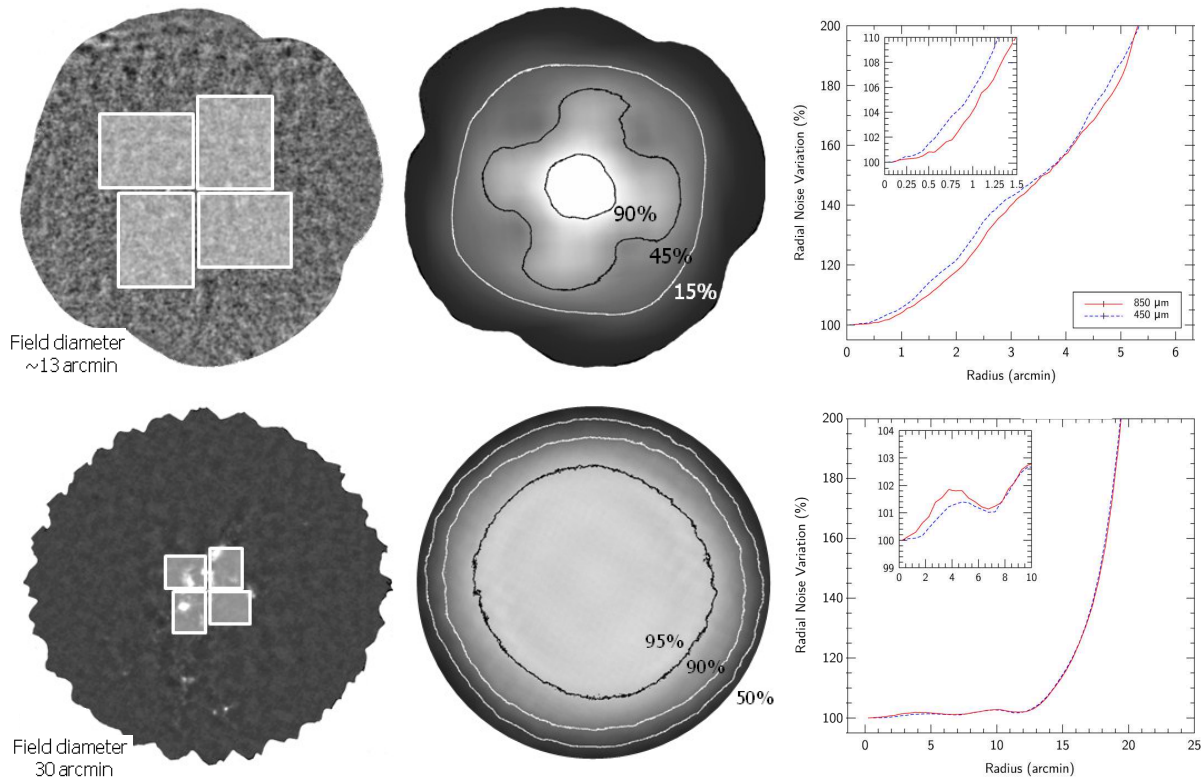 Field diameter
~13 arcmin
90%
45%
15%
200
180
160
140
120
100
Radial Noise Variation (%)
110
108
106
104
102
100
0 0.25 0.5 0.75 1 1.25 1.5
850 μm
450 μm
0 1 2 3 4 5 6
Radius (arcmin)
Field diameter
30 arcmin
95%
90%
50%
200
180
160
140
120
100
Radial Noise Variation (%)
104
103
102
101
100
99
0 2 4 6 8 10
0 5 10 15 20 25
Radius (arcmin)